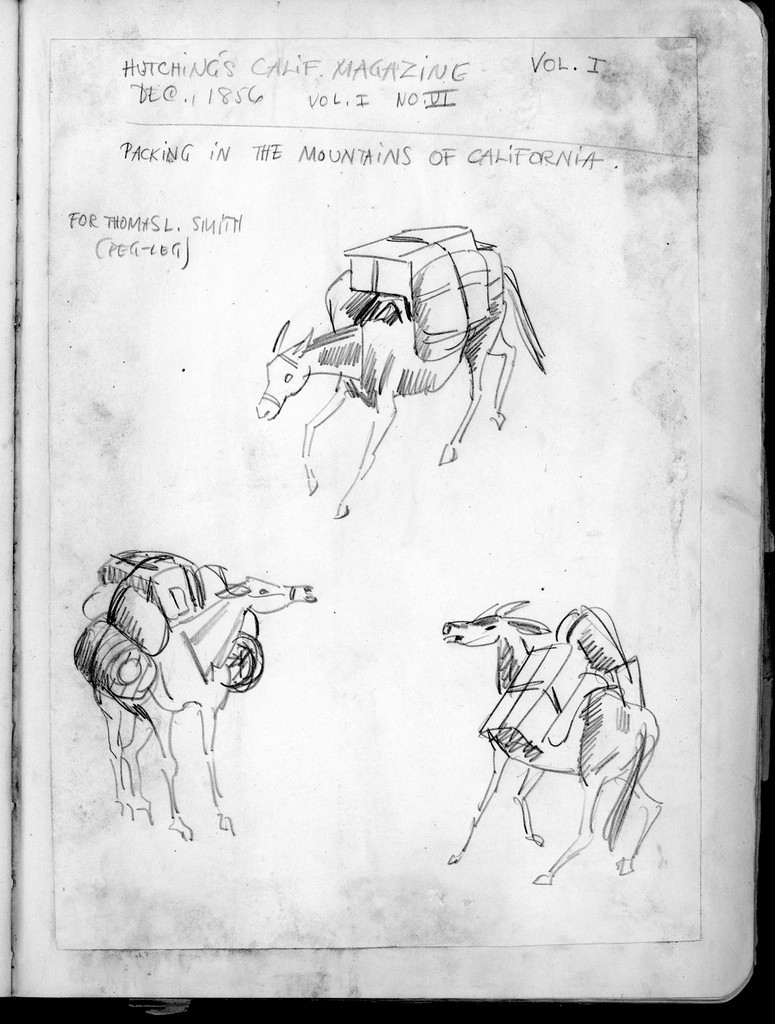 HUTCHING'S CALIF. MAGAZINE VOL. I
DEC., 1856 VOL. I NO. VI
PACKING IN THE MOUNTAINS OF CALIFORNIA.
FOR THOMAS L. SMITH
(PEG-LEG)